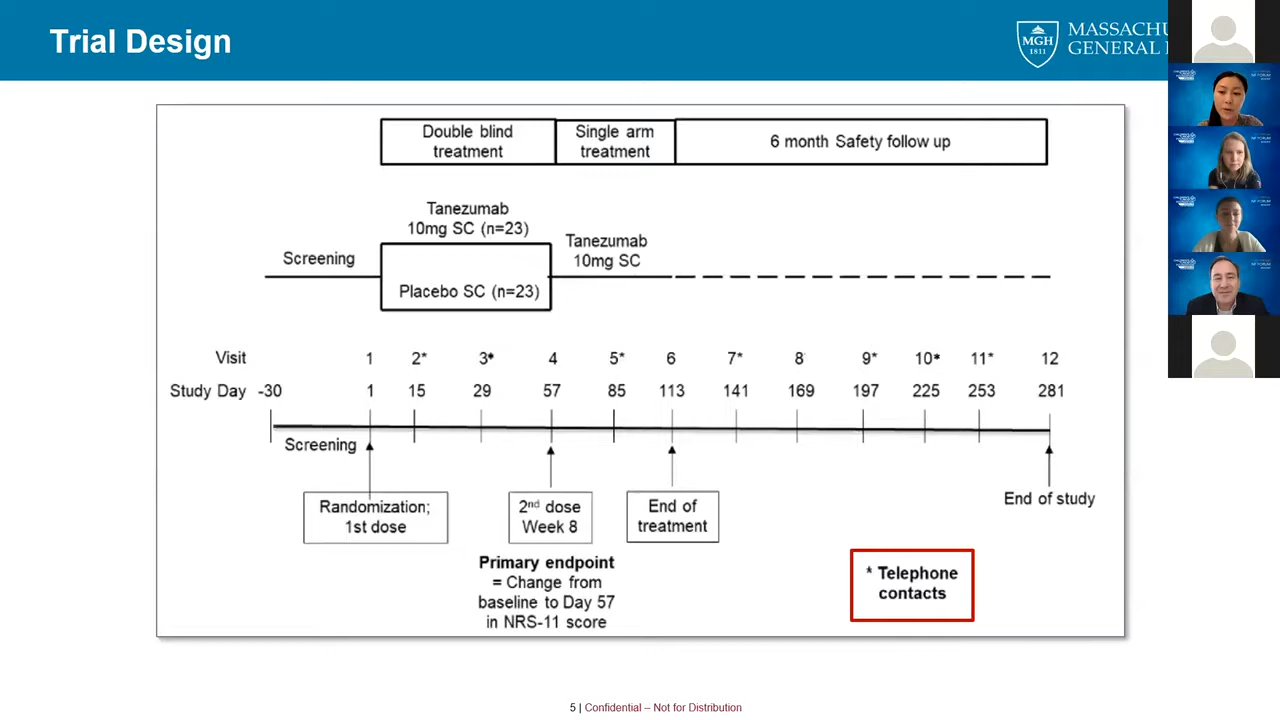 Trial Design
MGH
1811
MASSACHU
GENERAL
Double blind
treatment
Single arm
treatment
6 month Safety follow up
Tanezumab
10mg SC (n=23)
Screening
Placebo SC (n=23)
Tanezumab
10mg SC
Visit 1 2* 3* 4 5* 6 7* 8 9* 10* 11* 12
Study Day -30 1 15 29 57 85 113 141 169 197 225 253 281
Screening
Randomization;
1st dose
2nd dose
Week 8
End of
treatment
End of study
Primary endpoint
= Change from
baseline to Day 57
in NRS-11 score
* Telephone
contacts
5 | Confidential – Not for Distribution